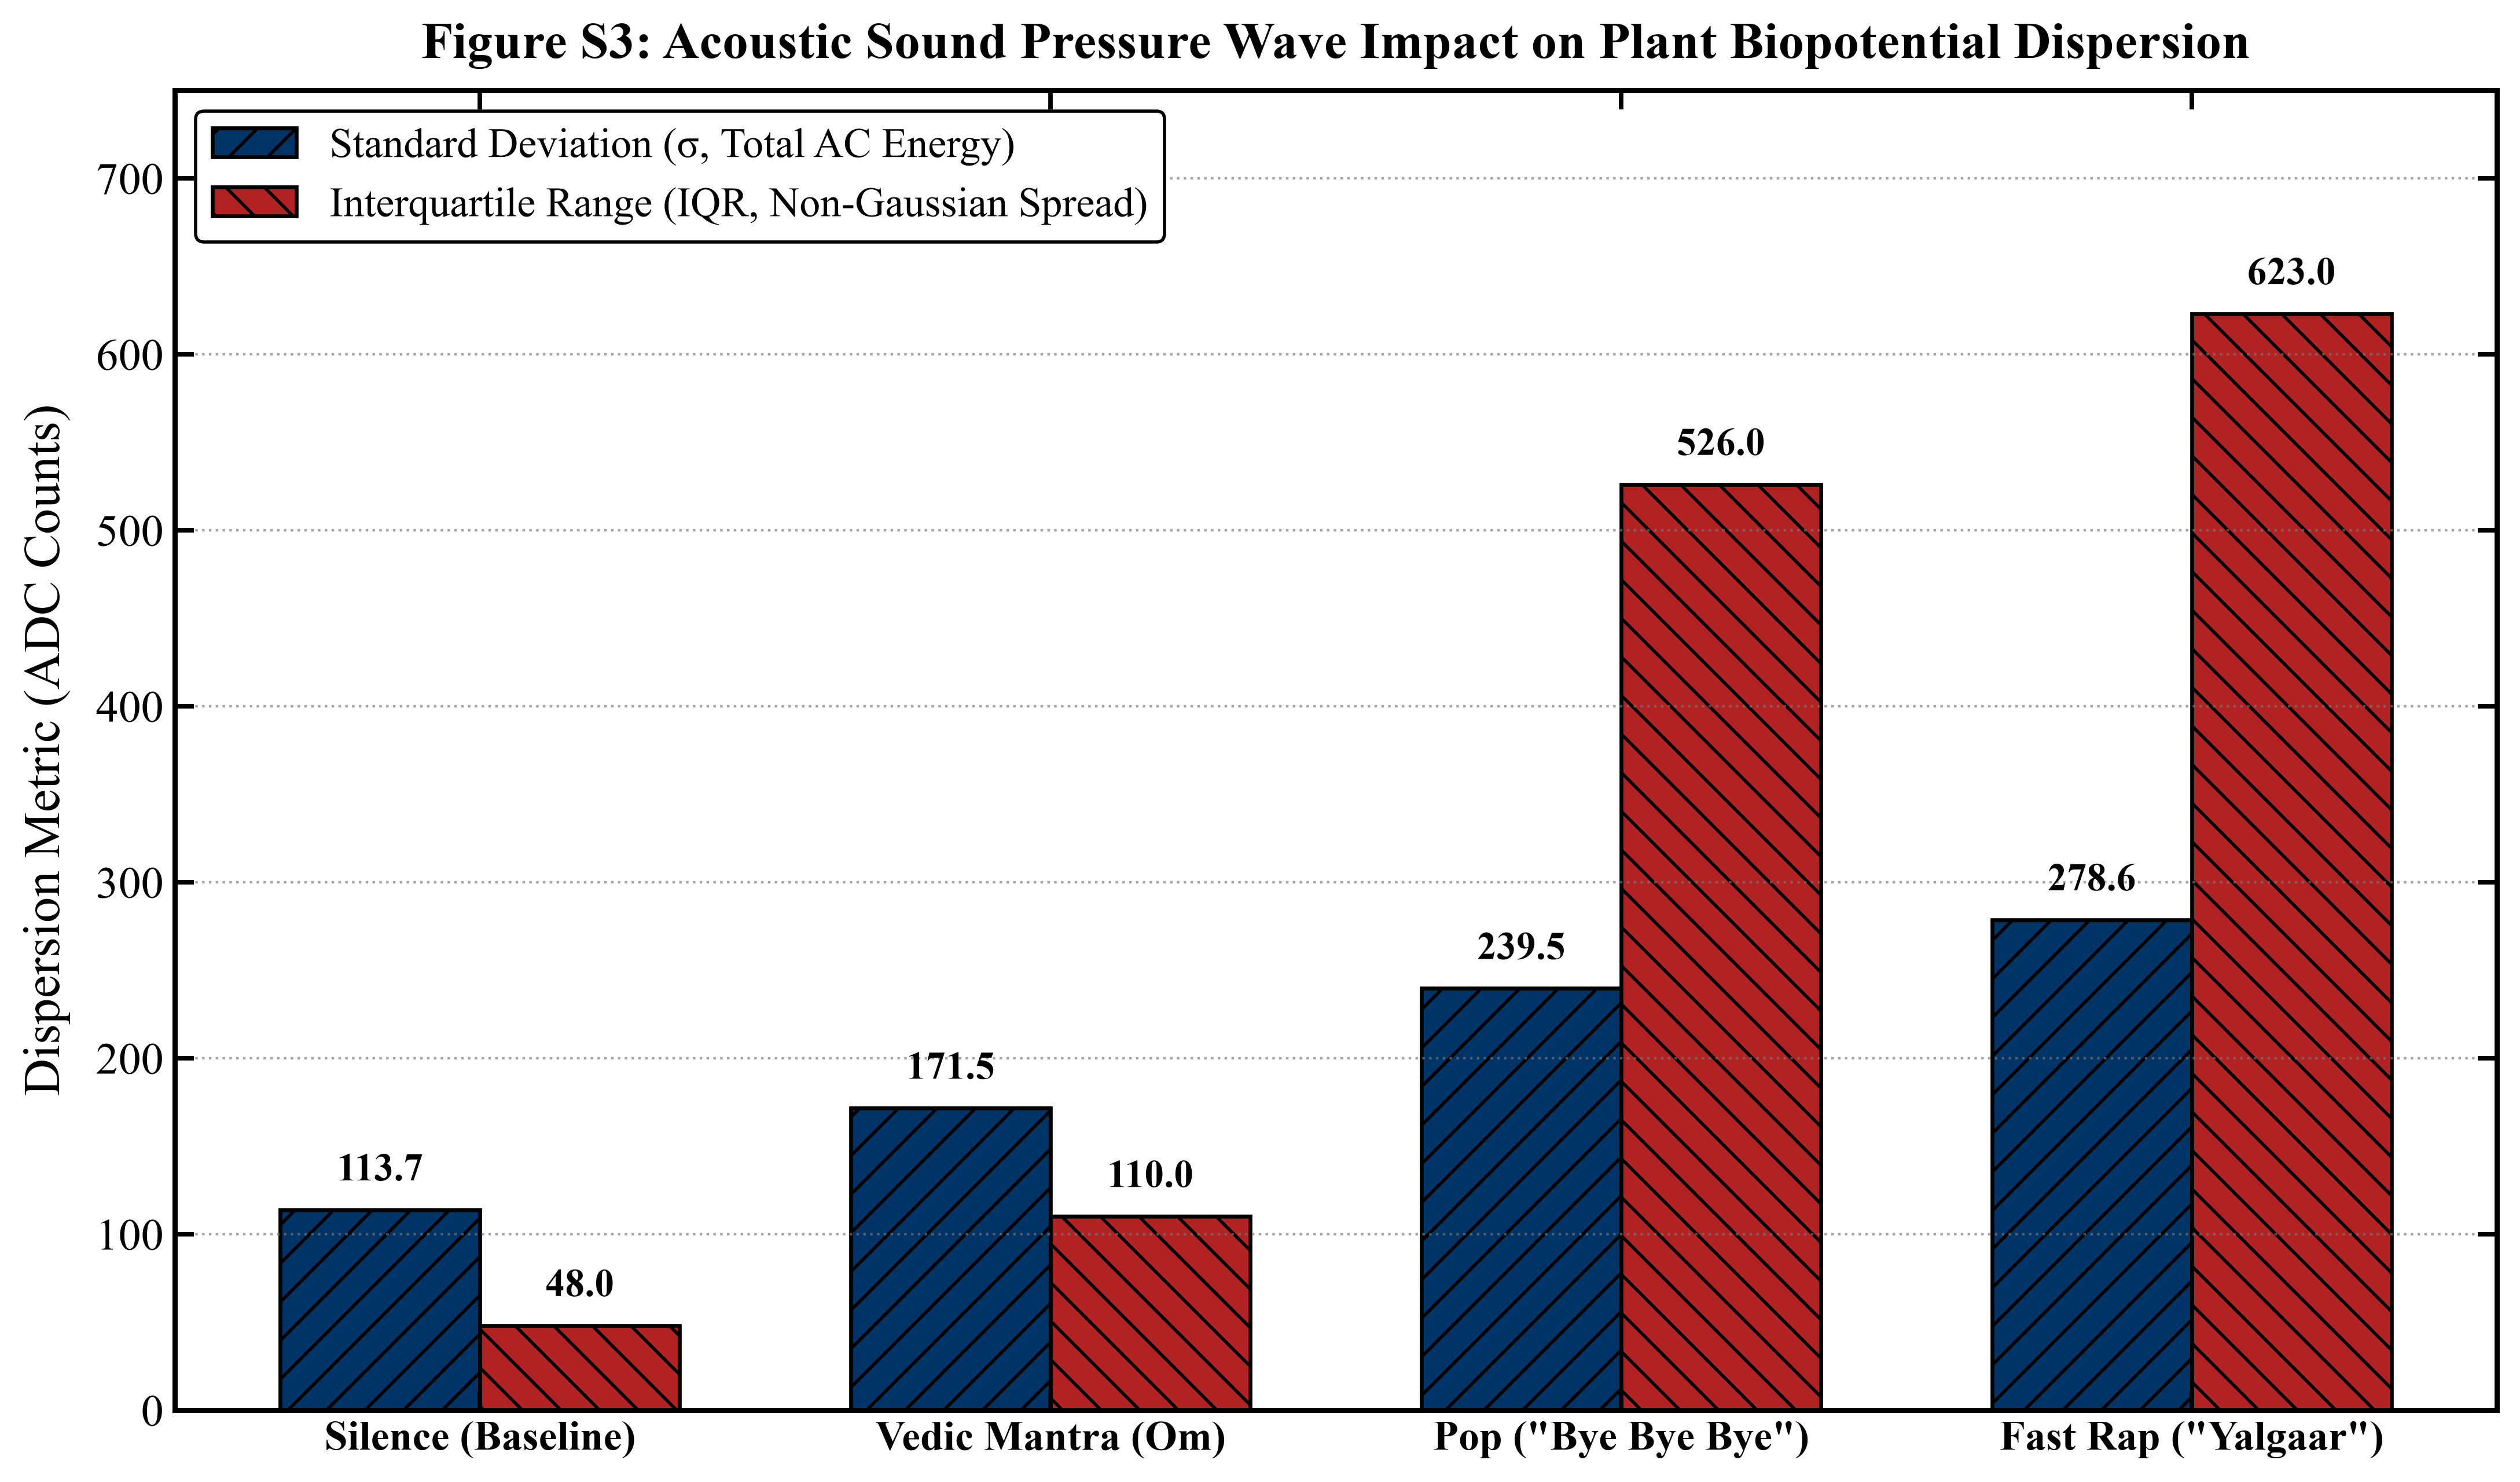 Figure S3: Acoustic Sound Pressure Wave Impact on Plant Biopotential Dispersion
Standard Deviation (σ, Total AC Energy)
Interquartile Range (IQR, Non-Gaussian Spread)
Dispersion Metric (ADC Counts)
700
600
500
400
300
200
100
0
113.7
48.0
171.5
110.0
239.5
526.0
278.6
623.0
Silence (Baseline)
Vedic Mantra (Om)
Pop ("Bye Bye Bye")
Fast Rap ("Yalgaar")